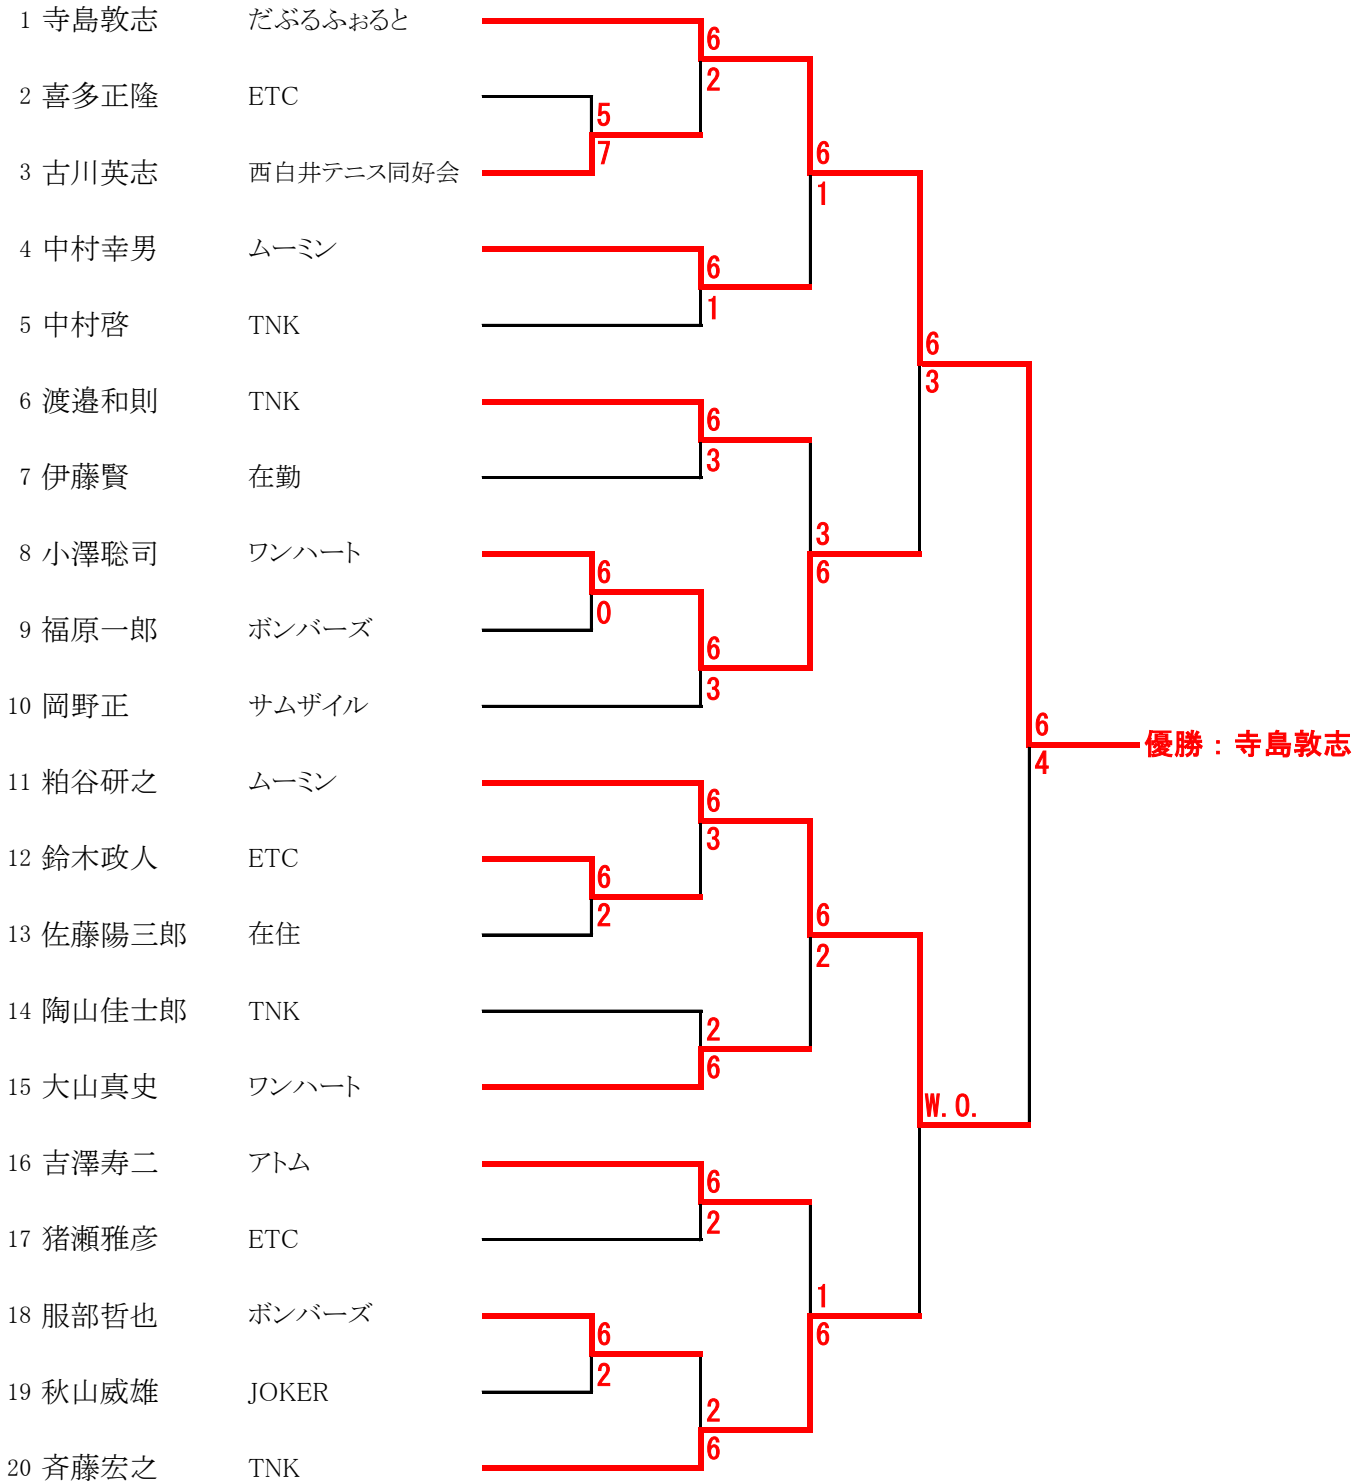 1 寺島敦志 だぶるふぉると
6
2
2 喜多正隆 ETC
5
7
3 古川英志 西白井テニス同好会
6
1
4 中村幸男 ムーミン
6
1
5 中村啓 TNK
6
3
6 渡邉和則 TNK
6
3
7 伊藤賢 在勤
3
6
8 小澤聡司 ワンハート
6
0
9 福原一郎 ボンバーズ
6
3
10 岡野正 サムザイル
6
4
優勝：寺島敦志
11 粕谷研之 ムーミン
6
3
12 鈴木政人 ETC
6
2
13 佐藤陽三郎 在住
6
2
14 陶山佳士郎 TNK
2
6
15 大山真史 ワンハート
W.O.
16 吉澤寿二 アトム
6
2
17 猪瀬雅彦 ETC
1
6
18 服部哲也 ボンバーズ
6
2
19 秋山威雄 JOKER
2
6
20 斉藤宏之 TNK